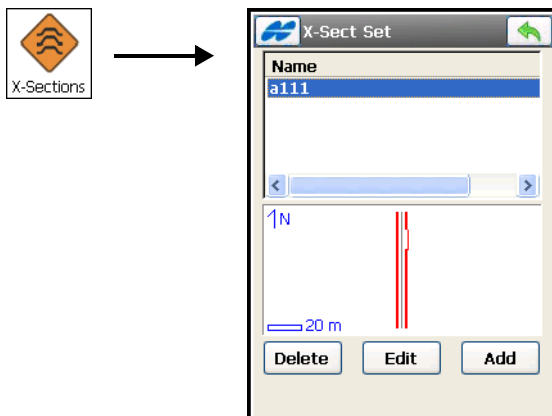 X-Sections
X-Sect Set
Name
a111
N
20 m
Delete Edit Add